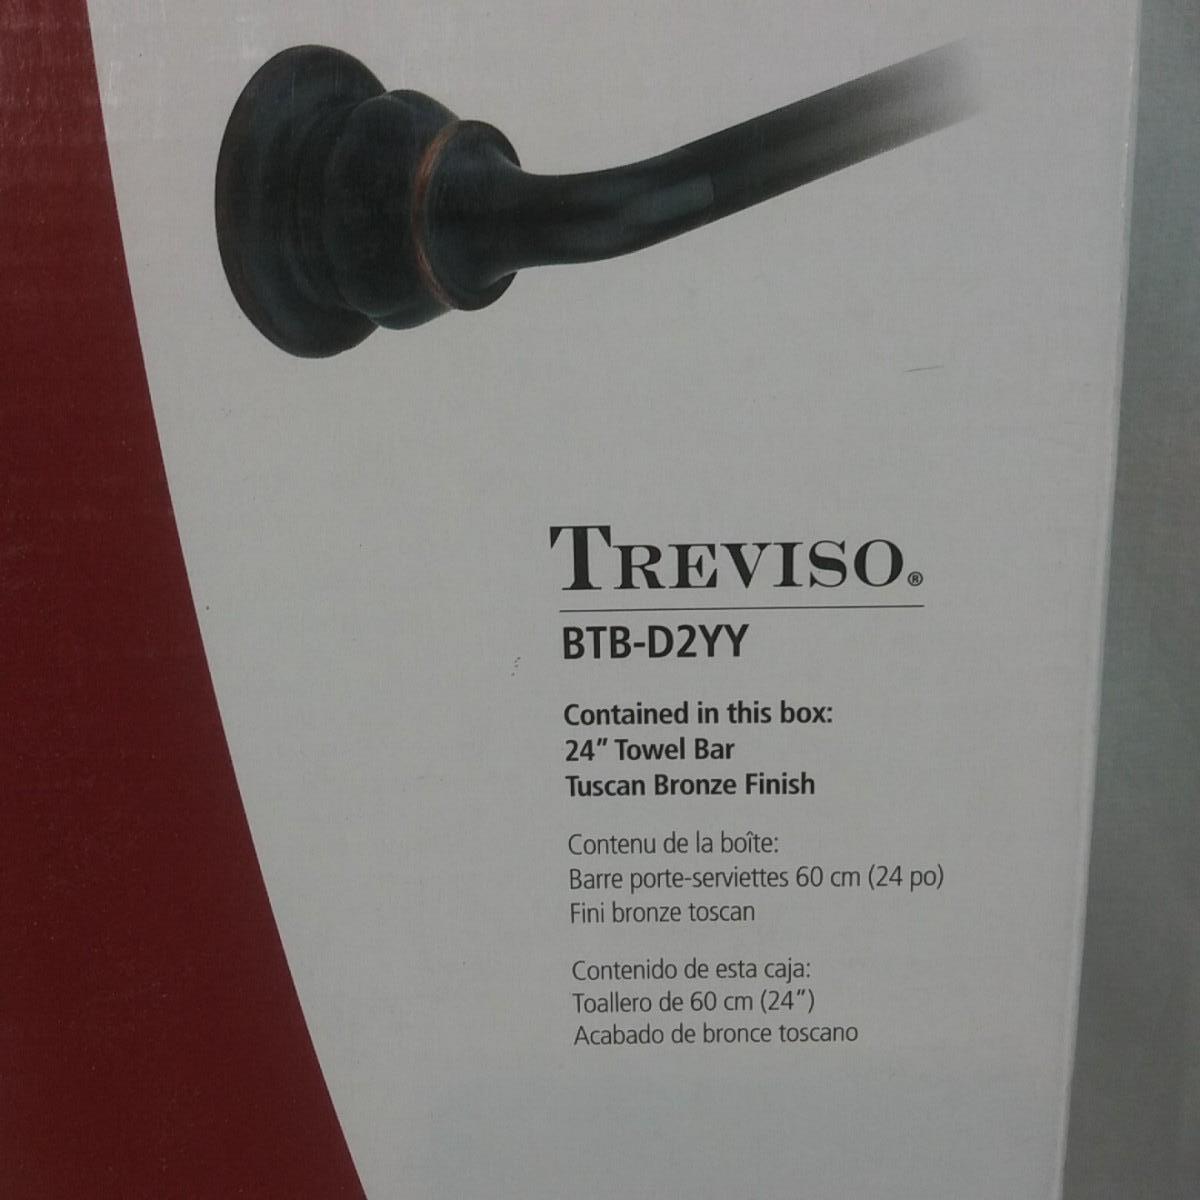 TREVISO®
BTB-D2YY
Contained in this box:
24" Towel Bar
Tuscan Bronze Finish
Contenu de la boîte:
Barre porte-serviettes 60 cm (24 po)
Fini bronze toscan
Contenido de esta caja:
Toallero de 60 cm (24")
Acabado de bronce toscano